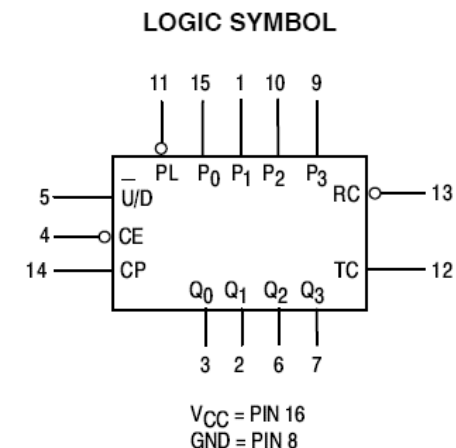 LOGIC SYMBOL
11 15 1 10 9
PL P0 P1 P2 P3
5 U̅/D RC 13
4 CE
14 CP TC 12
Q0 Q1 Q2 Q3
3 2 6 7
VCC = PIN 16
GND = PIN 8